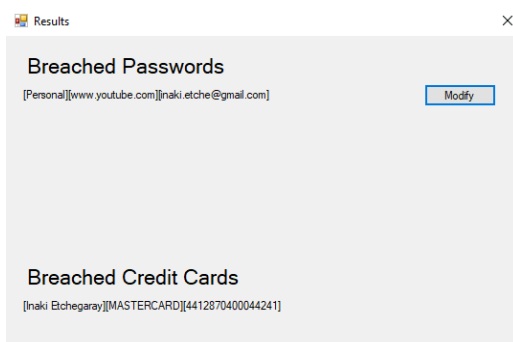 Results
Breached Passwords
[Personal][www.youtube.com][inaki.etche@gmail.com]
Modify
Breached Credit Cards
[Inaki Etchegaray][MASTERCARD][4412870400044241]